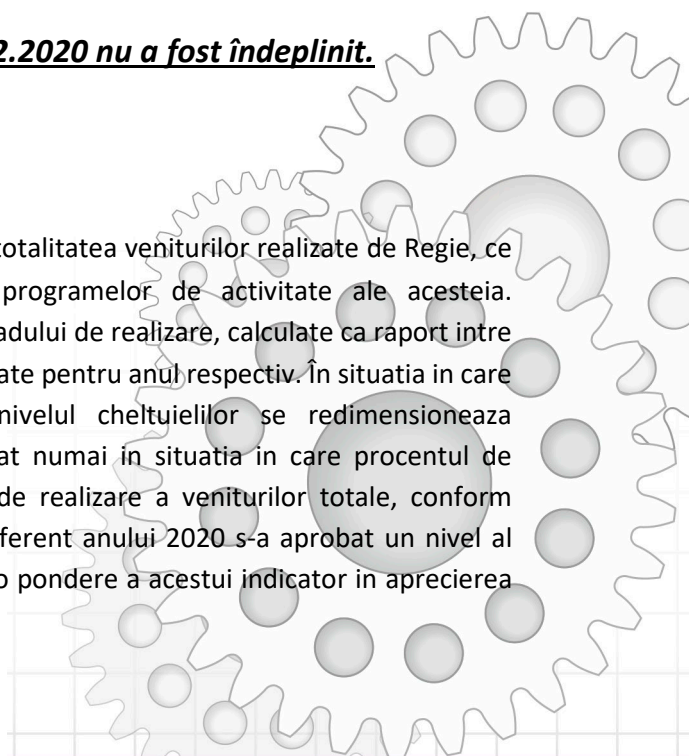 2.2020 nu a fost îndeplinit.
totalitatea veniturilor realizate de Regie, ce
programelor de activitate ale acesteia.
adului de realizare, calculate ca raport intre
ate pentru anul respectiv. În situatia in care
nivelul cheltuielilor se redimensioneaza
at numai in situatia in care procentul de
de realizare a veniturilor totale, conform
ferent anului 2020 s-a aprobat un nivel al
o pondere a acestui indicator in aprecierea